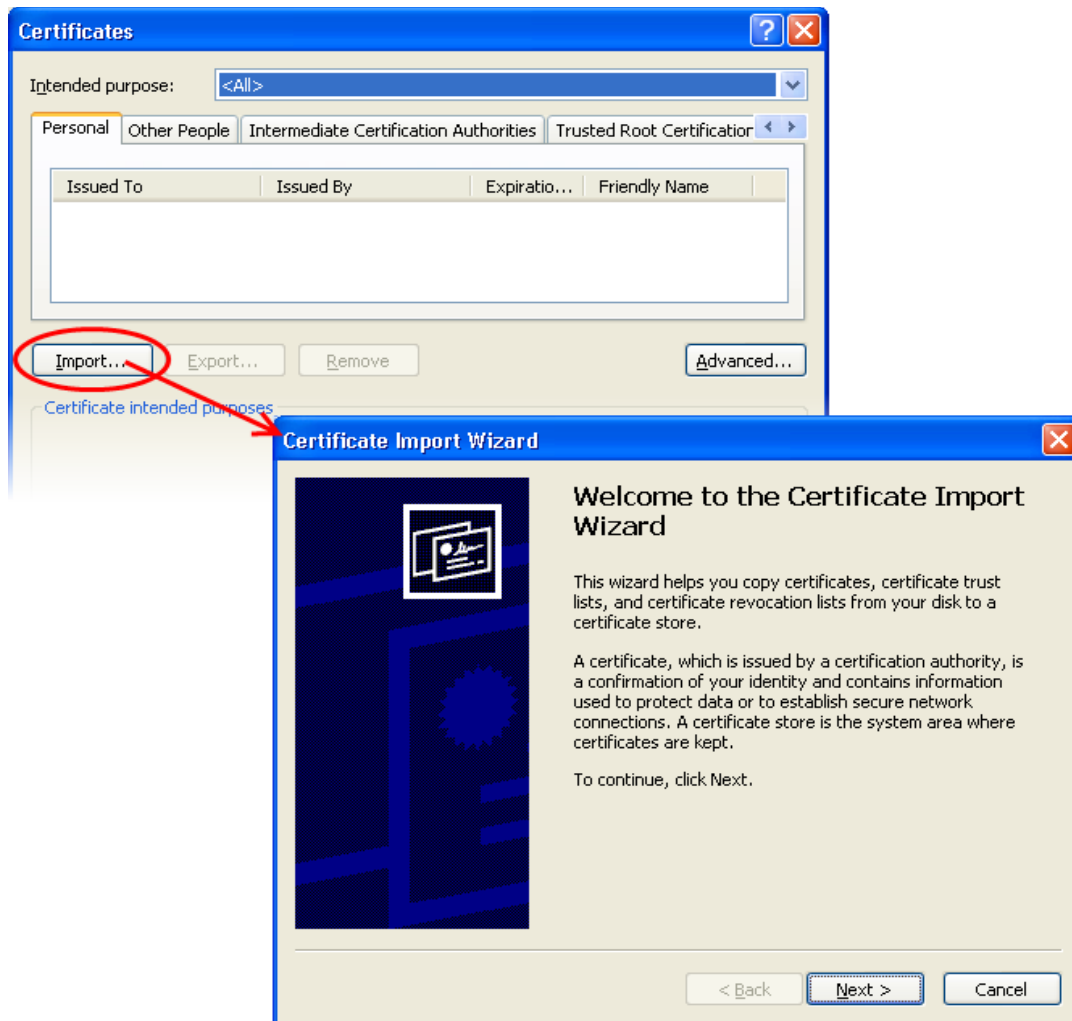 Certificates
Intended purpose: <All>
Personal Other People Intermediate Certification Authorities Trusted Root Certification
Issued To Issued By Expiratio... Friendly Name
Import... Export... Remove Advanced...
Certificate intended purposes
Certificate Import Wizard
Welcome to the Certificate Import
Wizard
This wizard helps you copy certificates, certificate trust
lists, and certificate revocation lists from your disk to a
certificate store.
A certificate, which is issued by a certification authority, is
a confirmation of your identity and contains information
used to protect data or to establish secure network
connections. A certificate store is the system area where
certificates are kept.
To continue, click Next.
< Back Next > Cancel